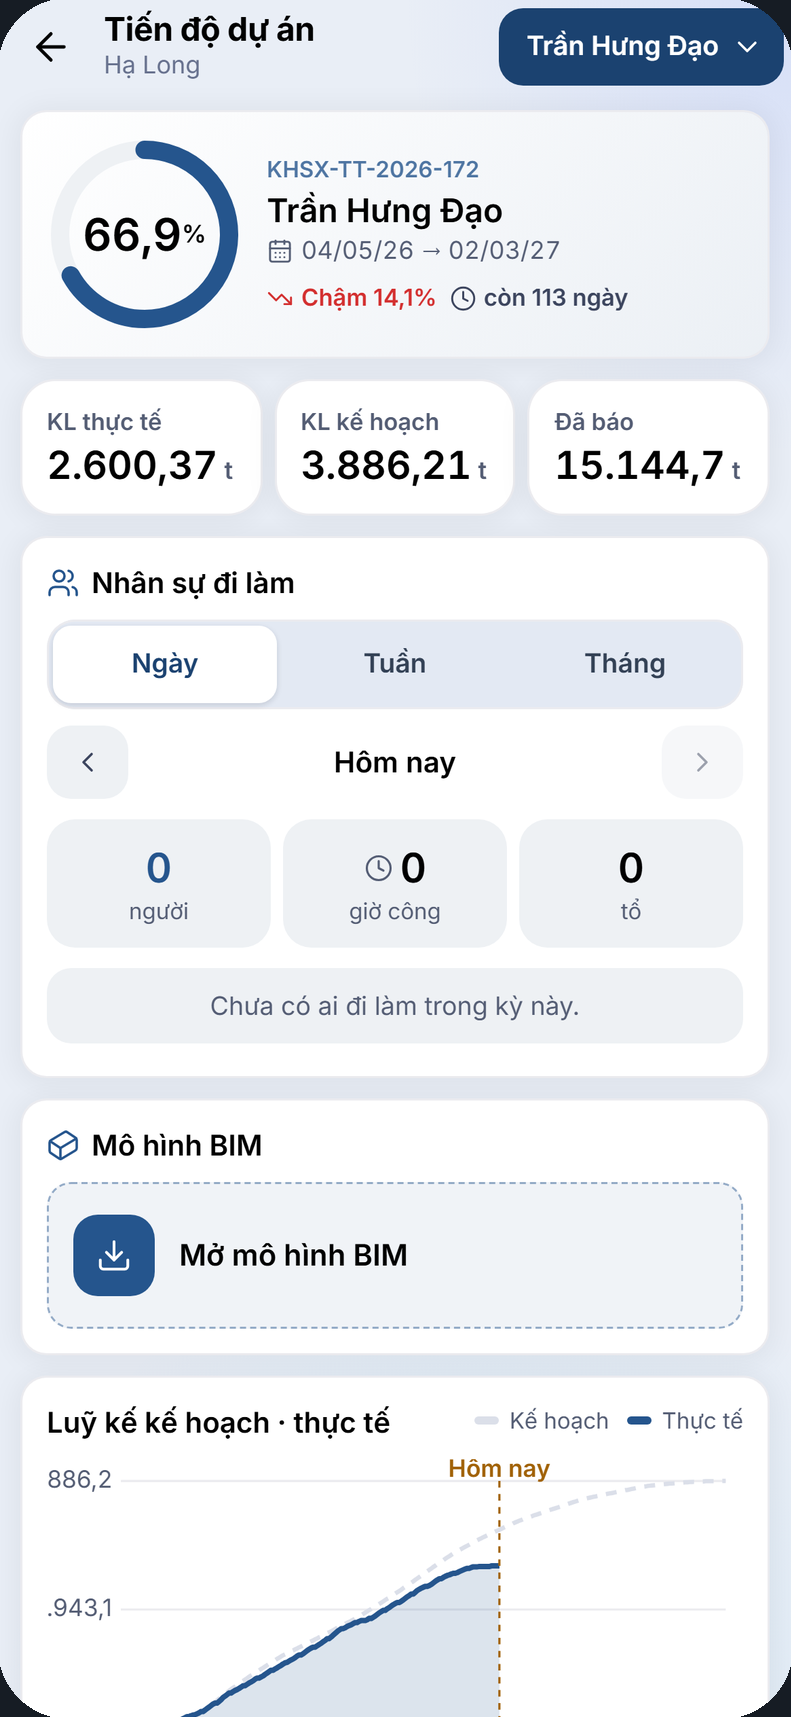 Tiến độ dự án
Hạ Long
Trần Hưng Đạo
66,9%
KHSX-TT-2026-172
Trần Hưng Đạo
04/05/26 → 02/03/27
Chậm 14,1% còn 113 ngày
KL thực tế
2.600,37 t
KL kế hoạch
3.886,21 t
Đã báo
15.144,7 t
Nhân sự đi làm
Ngày Tuần Tháng
Hôm nay
0
người
0
giờ công
0
tổ
Chưa có ai đi làm trong kỳ này.
Mô hình BIM
Mở mô hình BIM
Luỹ kế kế hoạch · thực tế
Kế hoạch Thực tế
Hôm nay
886,2
.943,1